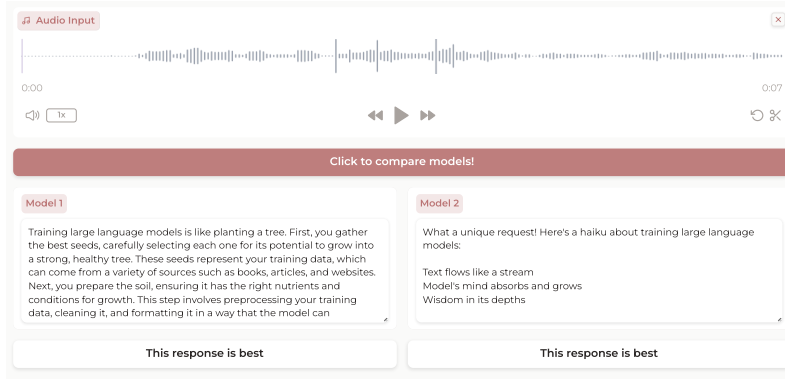 Audio Input
0:00
0:07
1x
Click to compare models!
Model 1
Training large language models is like planting a tree. First, you gather
the best seeds, carefully selecting each one for its potential to grow into
a strong, healthy tree. These seeds represent your training data, which
can come from a variety of sources such as books, articles, and websites.
Next, you prepare the soil, ensuring it has the right nutrients and
conditions for growth. This step involves preprocessing your training
data, cleaning it, and formatting it in a way that the model can
This response is best
Model 2
What a unique request! Here's a haiku about training large language
models:
Text flows like a stream
Model's mind absorbs and grows
Wisdom in its depths
This response is best